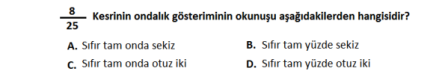 8
25
Kesrinin ondalık gösteriminin okunuşu aşağıdakilerden hangisidir?
A. Sıfır tam onda sekiz
B. Sıfır tam yüzde sekiz
C. Sıfır tam onda otuz iki
D. Sıfır tam yüzde otuz iki